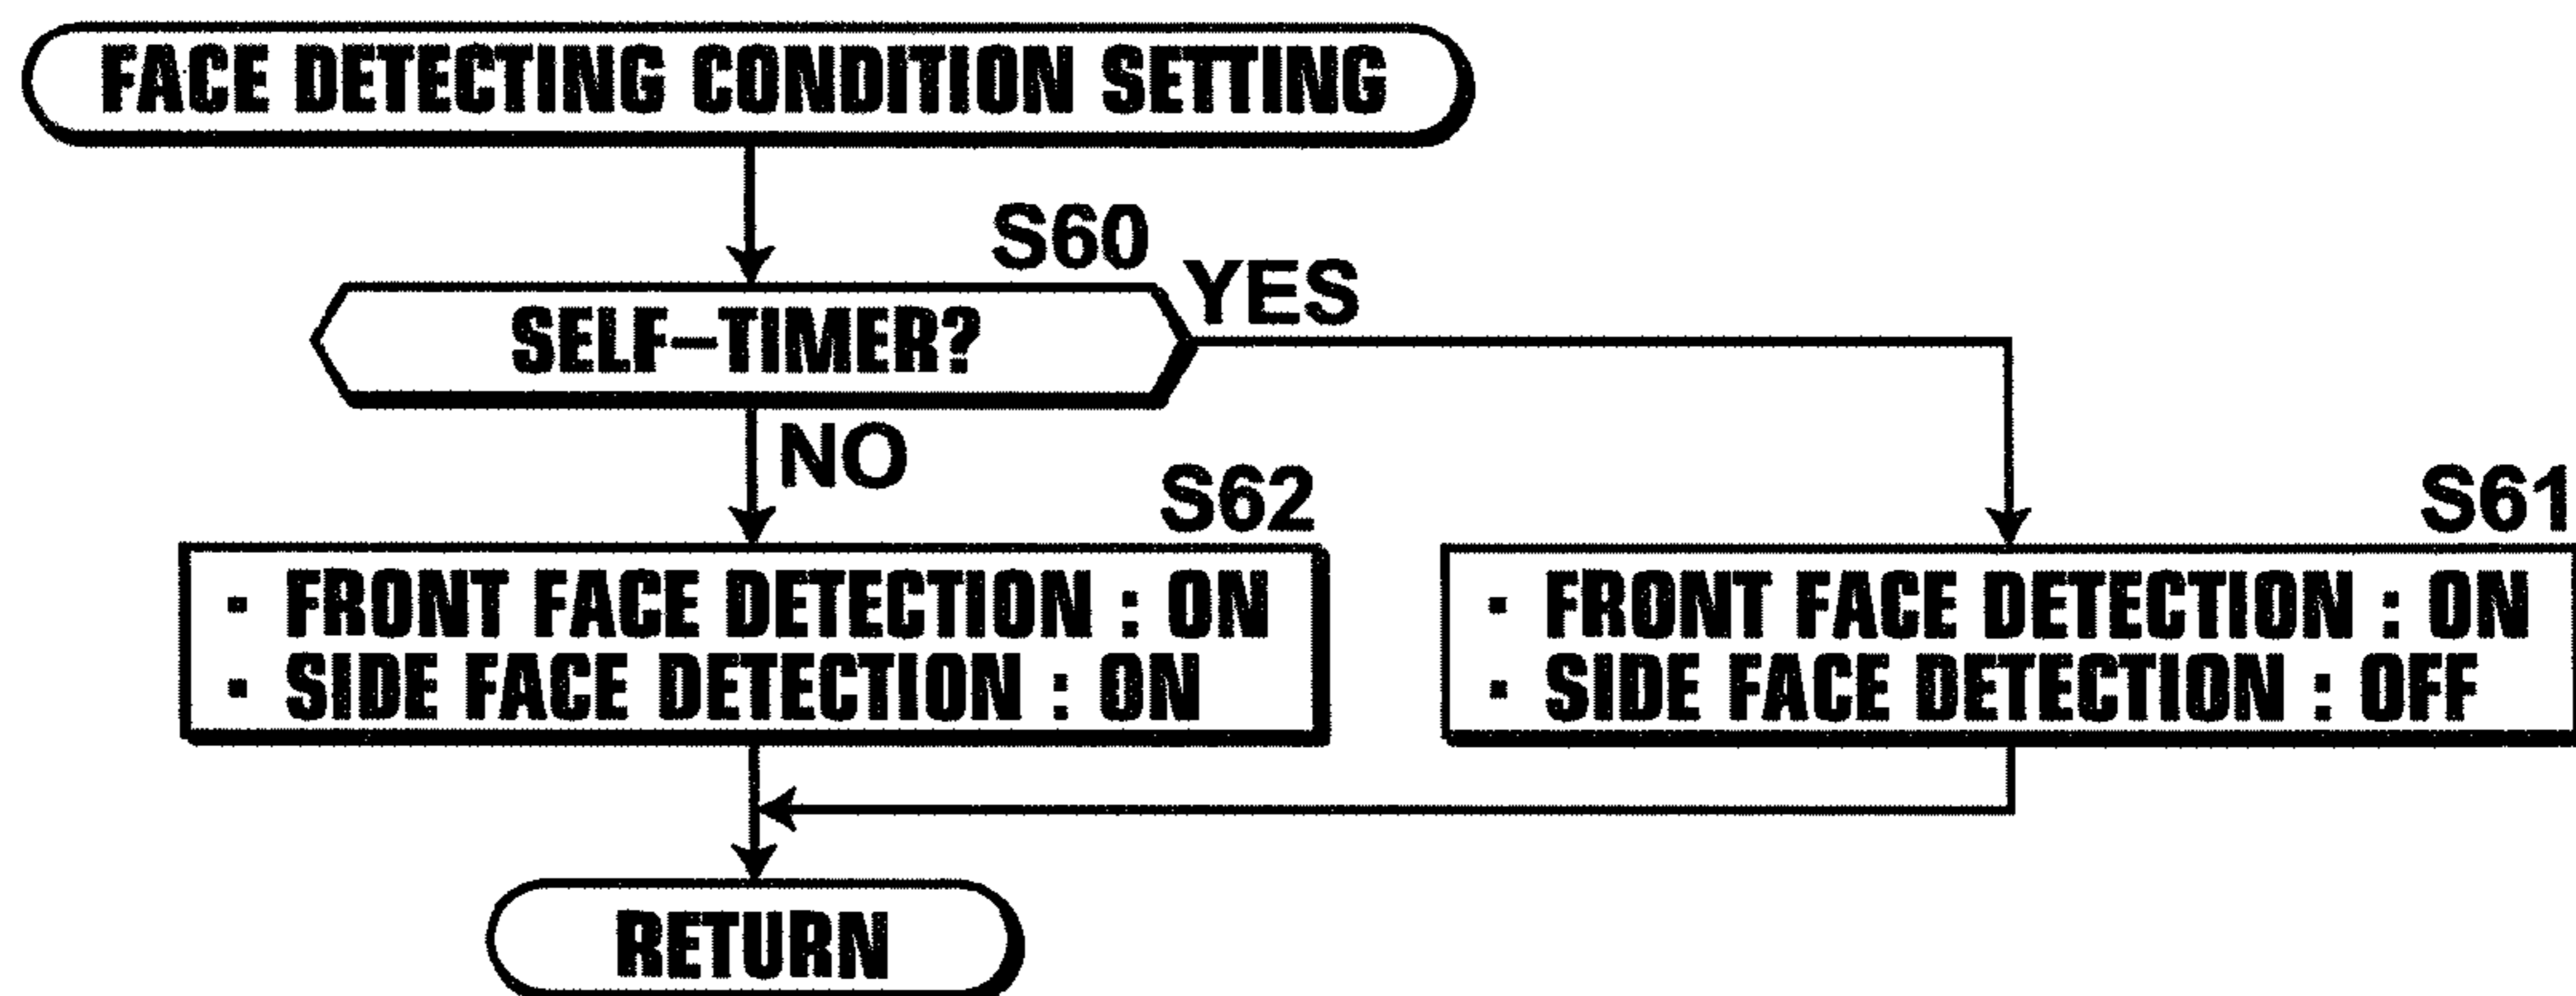 FACE DETECTING CONDITION SETTING
S60
SELF-TIMER?
YES
NO
S62
· FRONT FACE DETECTION : ON
· SIDE FACE DETECTION : ON
S61
· FRONT FACE DETECTION : ON
· SIDE FACE DETECTION : OFF
RETURN